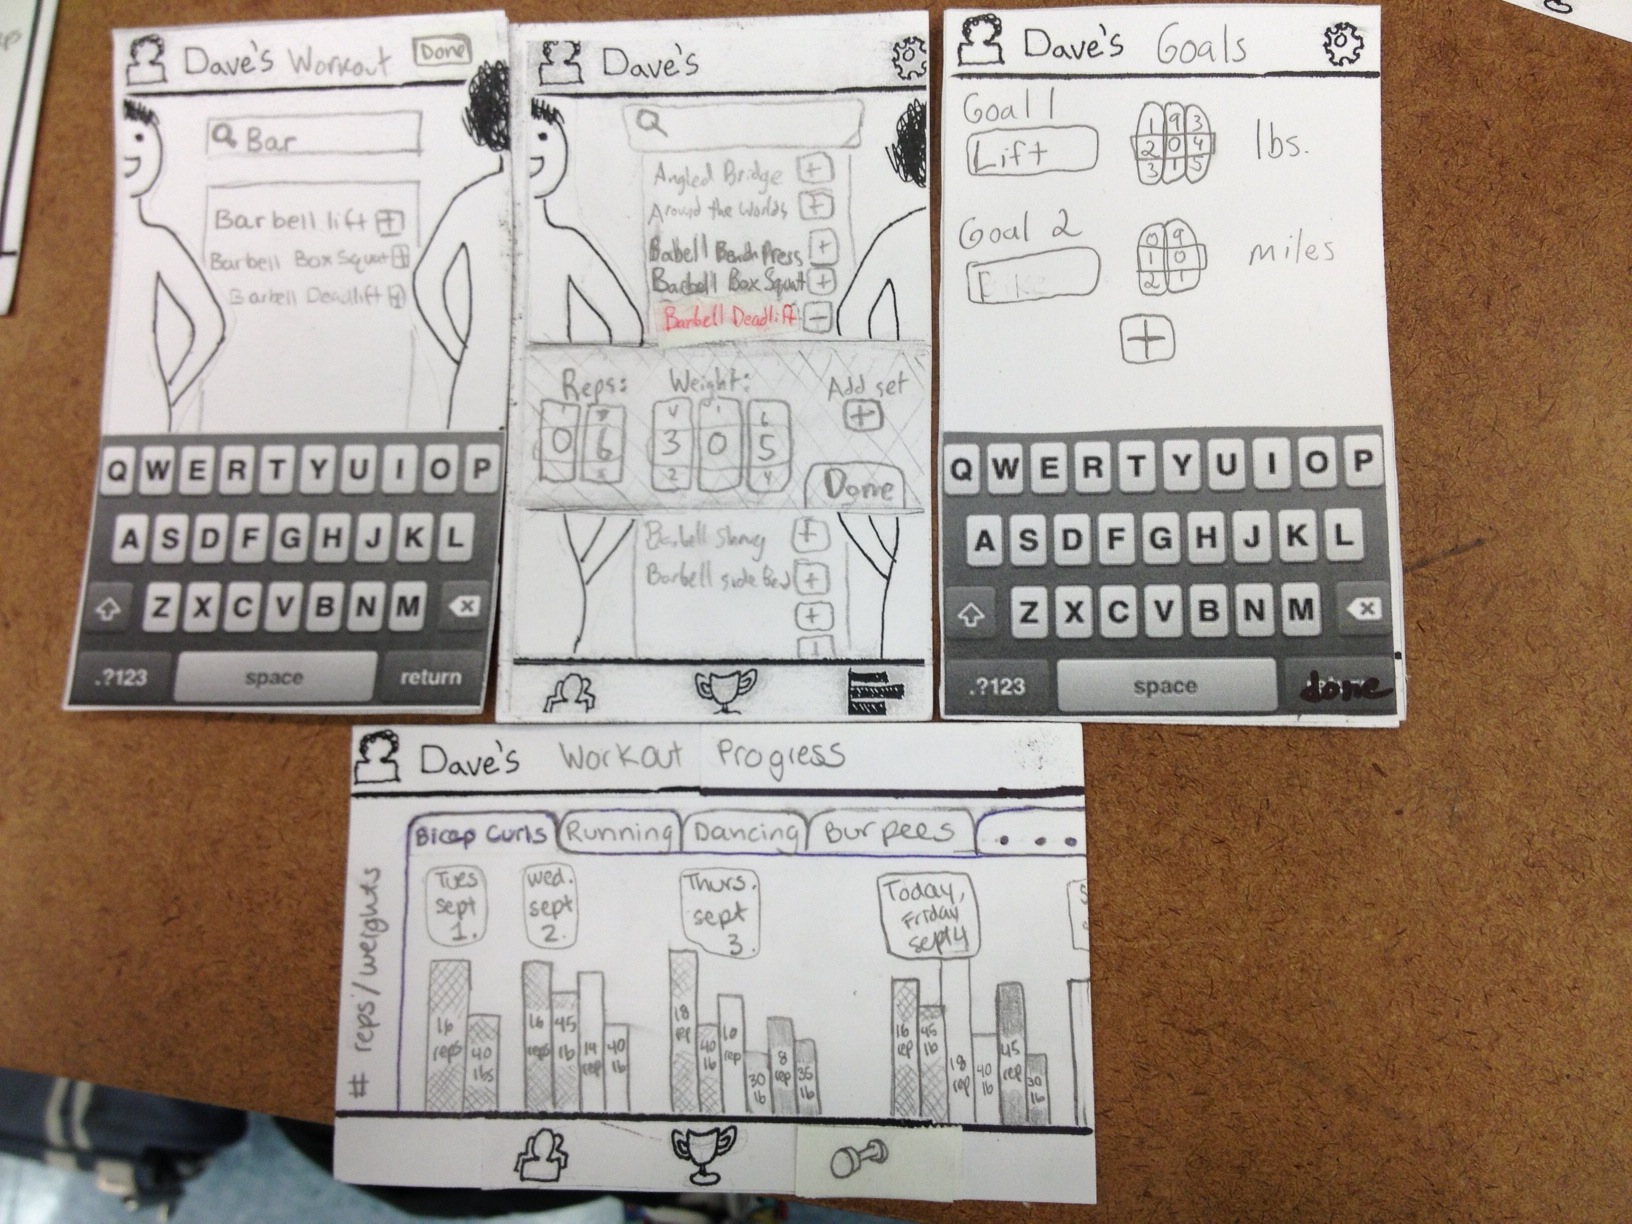 Dave's Workout
Done
Bar
Barbell lift +
Barbell Box Squat +
Barbell Deadlift +
Q W E R T Y U I O P
A S D F G H J K L
Z X C V B N M
.?123 space return
Dave's
Angled Bridge +
Around the Worlds +
Babell Bench Press +
Barbell Box Squat +
Barbell Deadlift -
Reps: Weight: Add set
0 6 3 0 5 +
Done
Barbell side Bend +
+
Dave's Goals
Goal 1
1 9 3
Lift 2 0 4 lbs.
3 1 5
Goal 2
0 9
1 0 miles
2 1
+
Q W E R T Y U I O P
A S D F G H J K L
Z X C V B N M
.?123 space done
Dave's Workout Progress
Bicep Curls Running Dancing Burpees ...
# reps/weights
Tues
sept
1.
16
reps
40
lbs
Wed.
sept
2.
16
reps
45
lb
14
rep
40
lb
Thurs.
sept
3.
18
rep
40
lb
10
rep
30
lb
8
rep
35
lb
Today,
Friday
sept 4
16
rep
45
lb
18
rep
40
lb
45
rep
30
lb